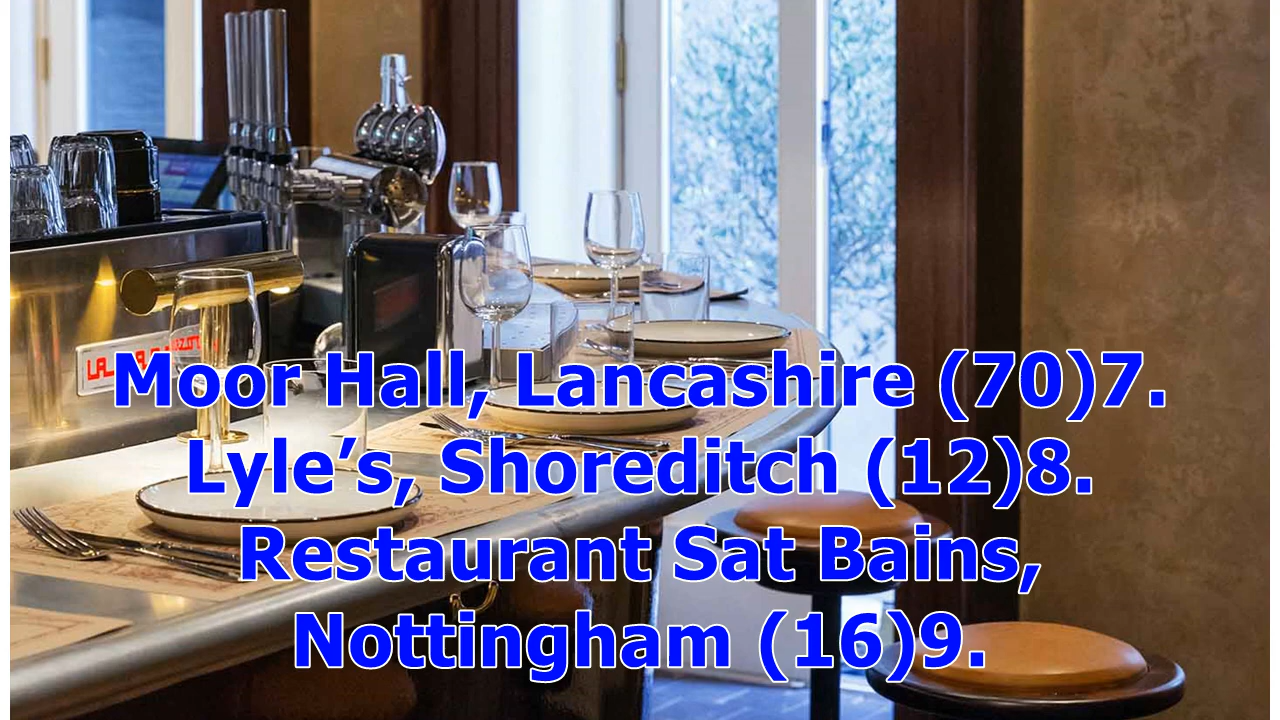 Moor Hall, Lancashire (70)7.
Lyle’s, Shoreditch (12)8.
Restaurant Sat Bains,
Nottingham (16)9.